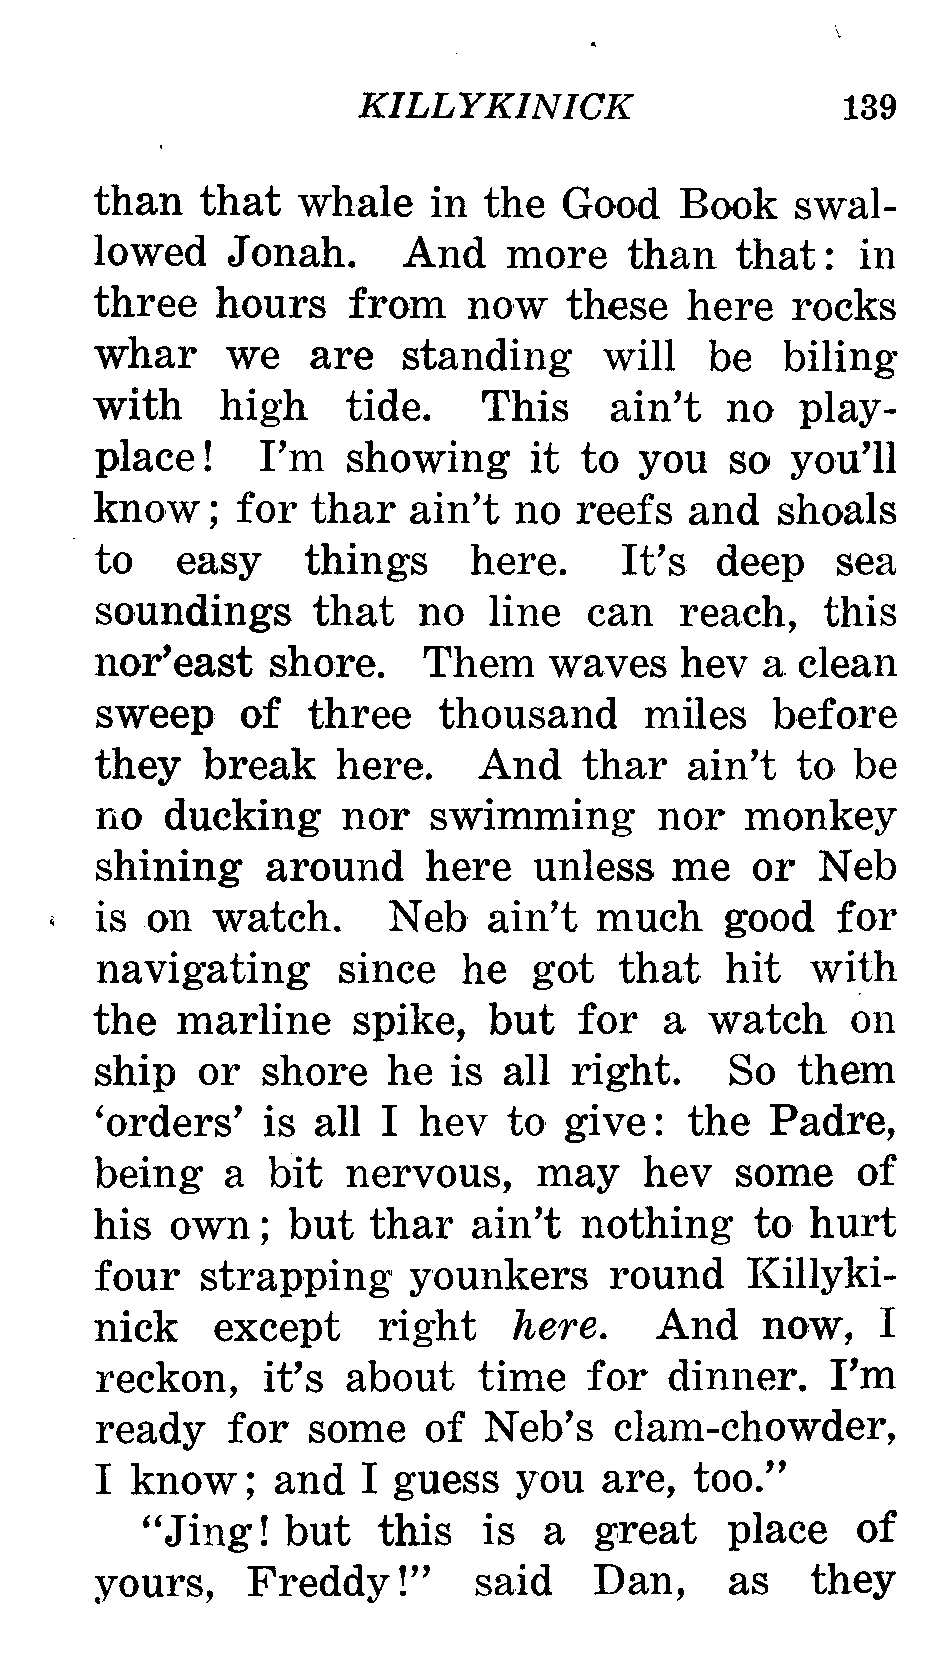 KILLYKINICK 139
than that whale in the Good Book swal-
lowed Jonah. And more than that: in
three hours from now these here rocks
whar we are standing will be biling
with high tide. This ain't no play-
place! I'm showing it to you so you'll
know; for thar ain't no reefs and shoals
to easy things here. It's deep sea
soundings that no line can reach, this
nor'east shore. Them waves hev a clean
sweep of three thousand miles before
they break here. And thar ain't to be
no ducking nor swimming nor monkey
shining around here unless me or Neb
is on watch. Neb ain't much good for
navigating since he got that hit with
the marline spike, but for a watch on
ship or shore he is all right. So them
'orders' is all I hev to give: the Padre,
being a bit nervous, may hev some of
his own; but thar ain't nothing to hurt
four strapping younkers round Killyki-
nick except right here. And now, I
reckon, it's about time for dinner. I'm
ready for some of Neb's clam-chowder,
I know; and I guess you are, too."
"Jing! but this is a great place of
yours, Freddy!" said Dan, as they